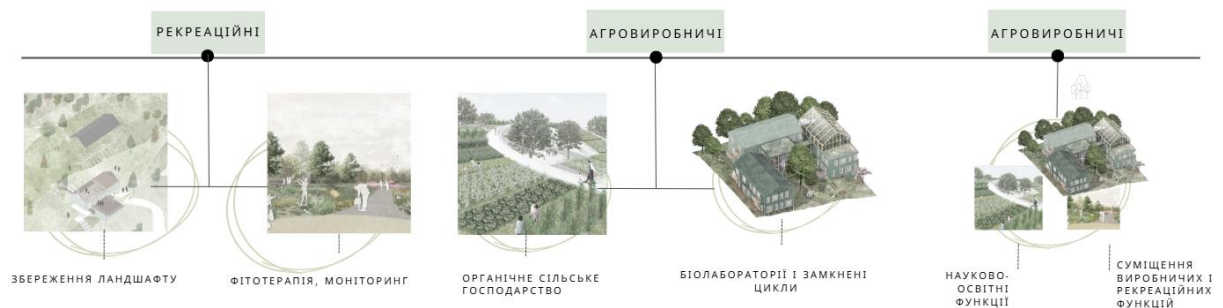 РЕКРЕАЦІЙНІ
АГРОВИРОБНИЧІ
АГРОВИРОБНИЧІ
ЗБЕРЕЖЕННЯ ЛАНДШАФТУ
ФІТОТЕРАПІЯ, МОНІТОРИНГ
ОРГАНІЧНЕ СІЛЬСЬКЕ
ГОСПОДАРСТВО
БІОЛАБОРАТОРІЇ І ЗАМКНЕНІ
ЦИКЛИ
НАУКОВО-
ОСВІТНІ
ФУНКЦІЇ
СУМІЩЕННЯ
ВИРОБНИЧИХ І
РЕКРЕАЦІЙНИХ
ФУНКЦІЙ